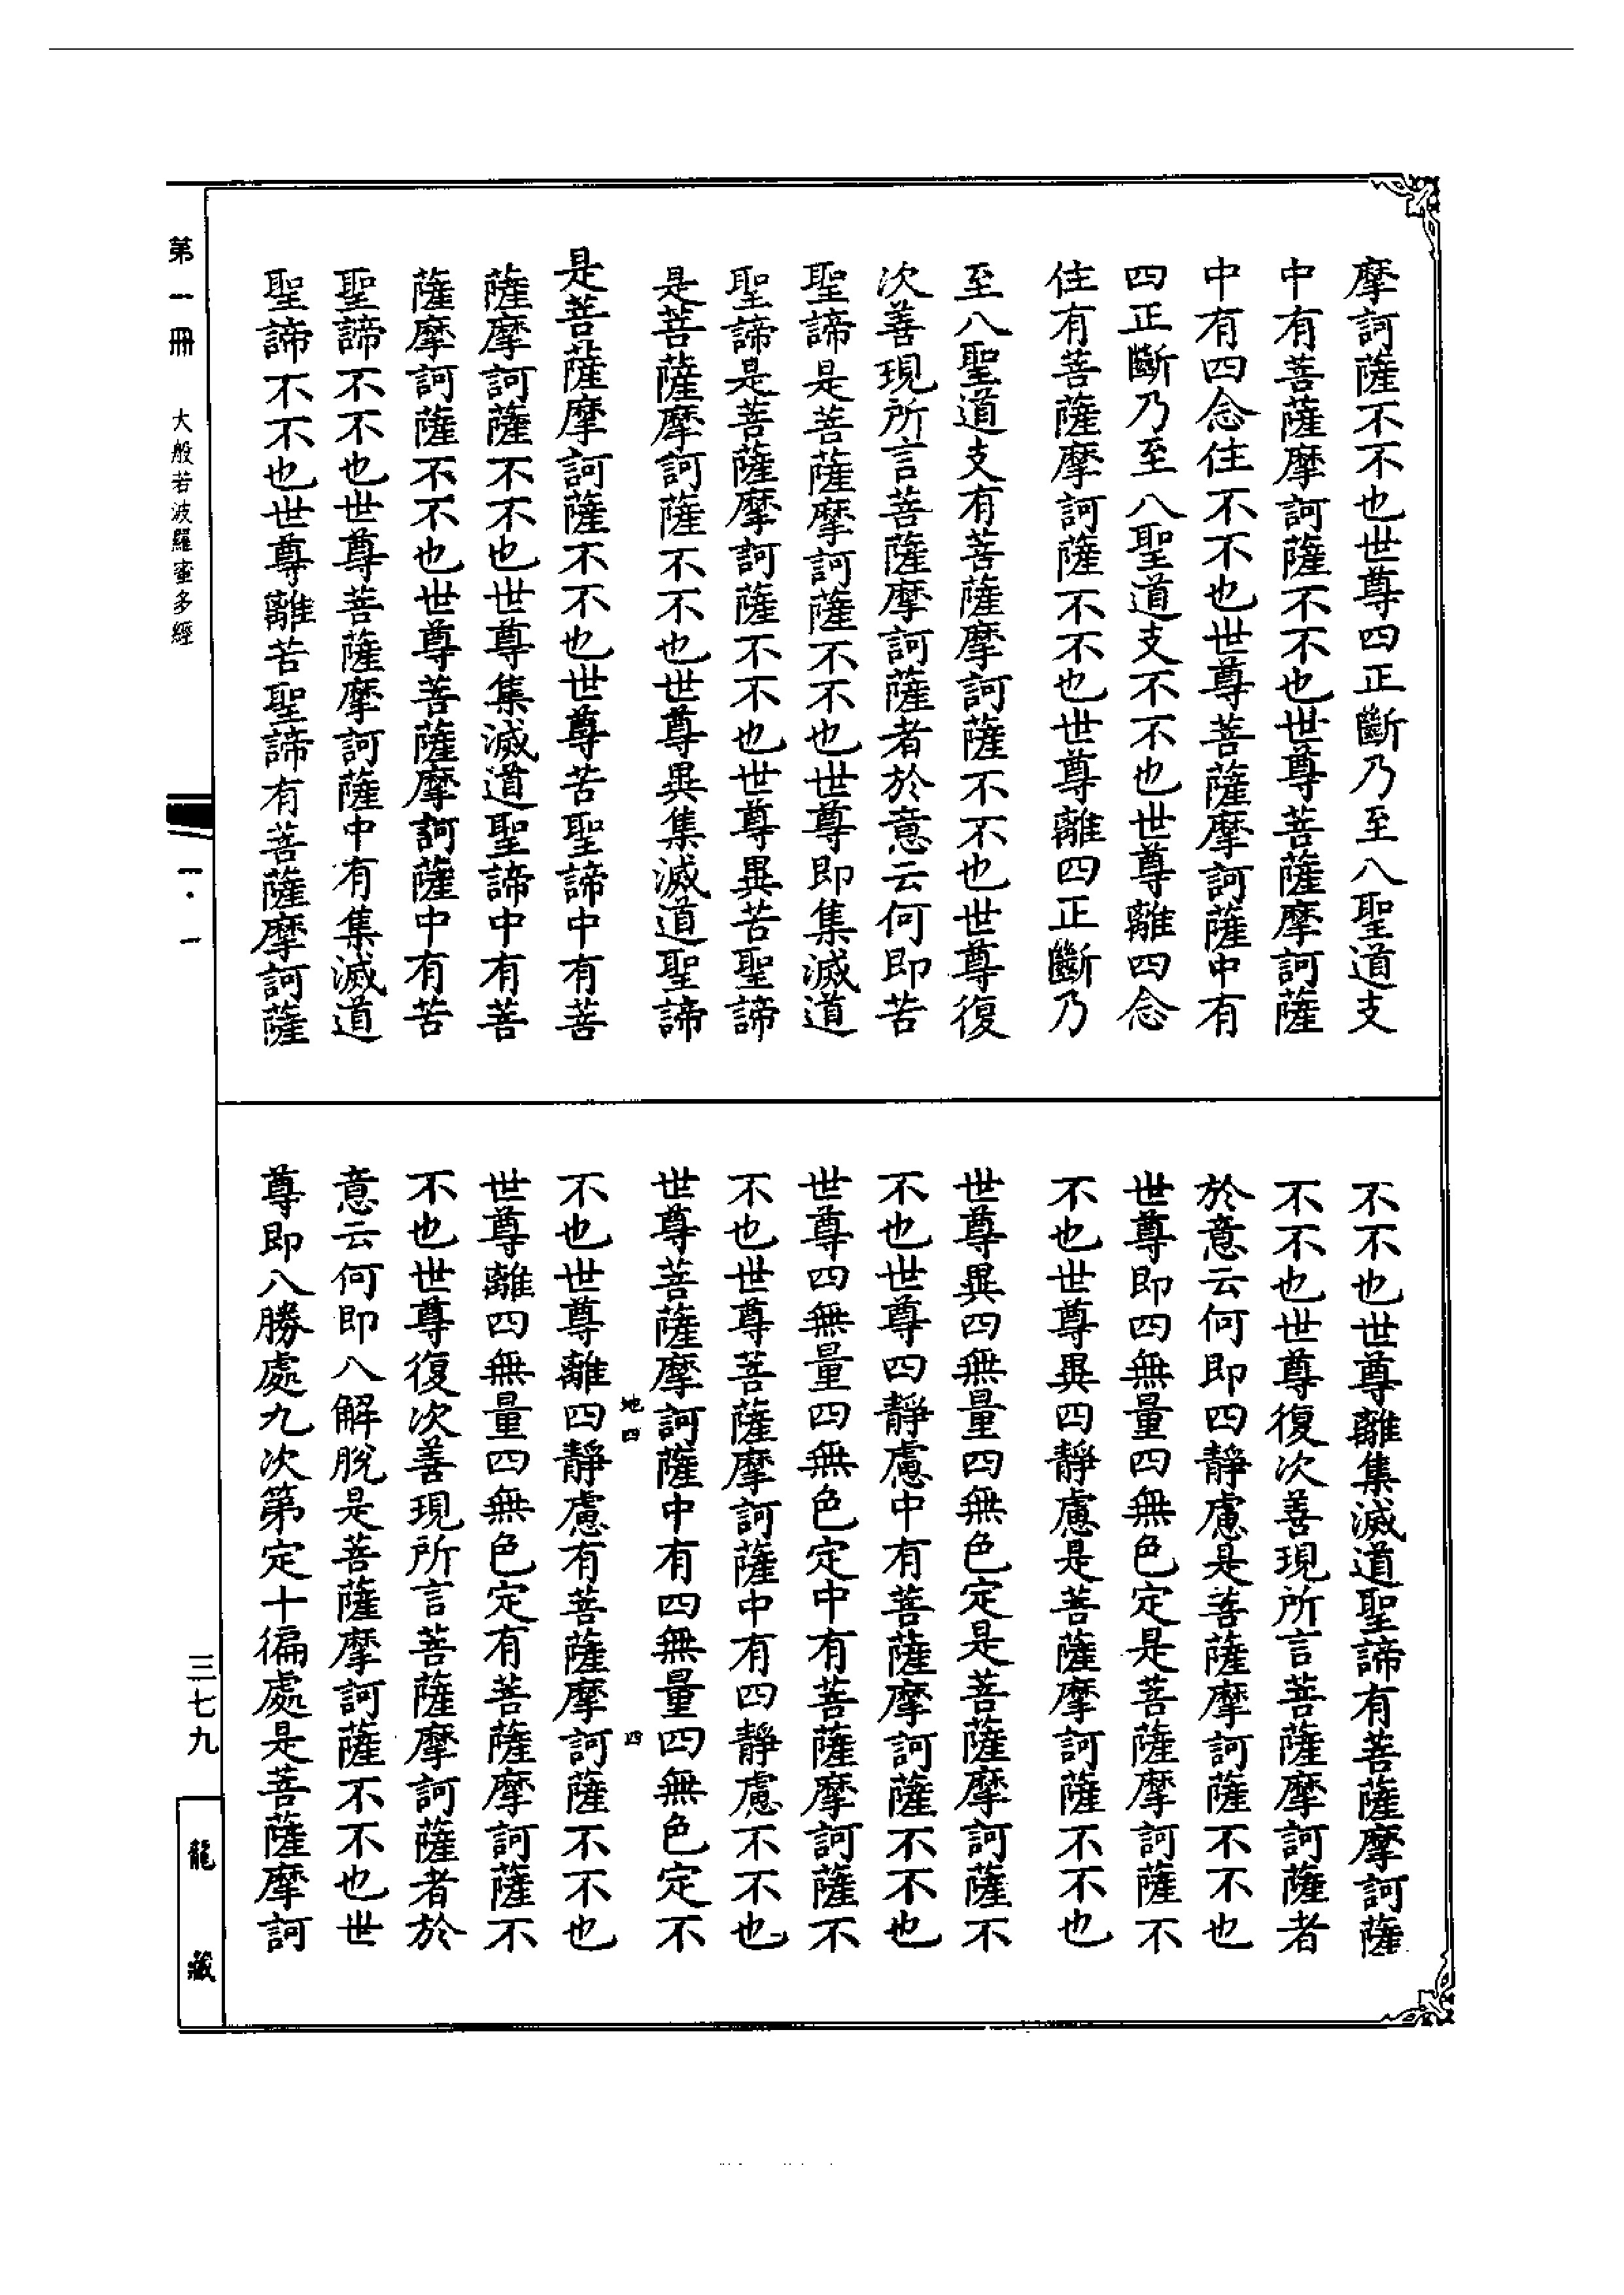 摩訶薩不不也世尊四正斷乃至八聖道支
中有菩薩摩訶薩不不也世尊菩薩摩訶薩
中有四念住不不也世尊菩薩摩訶薩中有
四正斷乃至八聖道支不不也世尊離四念
住有菩薩摩訶薩不不也世尊離四正斷乃
至八聖道支有菩薩摩訶薩不不也世尊復
次善現所言菩薩摩訶薩者於意云何即苦
聖諦是菩薩摩訶薩不不也世尊即集滅道
聖諦是菩薩摩訶薩不不也世尊異苦聖諦
是菩薩摩訶薩不不也世尊異集滅道聖諦
是菩薩摩訶薩不不也世尊苦聖諦中有菩
薩摩訶薩不不也世尊集滅道聖諦中有菩
薩摩訶薩不不也世尊菩薩摩訶薩中有苦
聖諦不不也世尊菩薩摩訶薩中有集滅道
聖諦不不也世尊離苦聖諦有菩薩摩訶薩
不不也世尊離集滅道聖諦有菩薩摩訶薩
不不也世尊復次善現所言菩薩摩訶薩者
於意云何即四靜慮是菩薩摩訶薩不不也
世尊即四無量四無色定是菩薩摩訶薩不
不也世尊異四靜慮是菩薩摩訶薩不不也
世尊異四無量四無色定是菩薩摩訶薩不
不也世尊四靜慮中有菩薩摩訶薩不不也
世尊四無量四無色定中有菩薩摩訶薩不
不也世尊菩薩摩訶薩中有四靜慮不不也
世尊菩薩摩訶薩中有四無量四無色定不
地四
四
不也世尊離四靜慮有菩薩摩訶薩不不也
世尊離四無量四無色定有菩薩摩訶薩不
不也世尊復次善現所言菩薩摩訶薩者於
意云何即八解脫是菩薩摩訶薩不不也世
尊即八勝處九次第定十徧處是菩薩摩訶
第一冊 大般若波羅蜜多經
一·一
三七九
龍藏